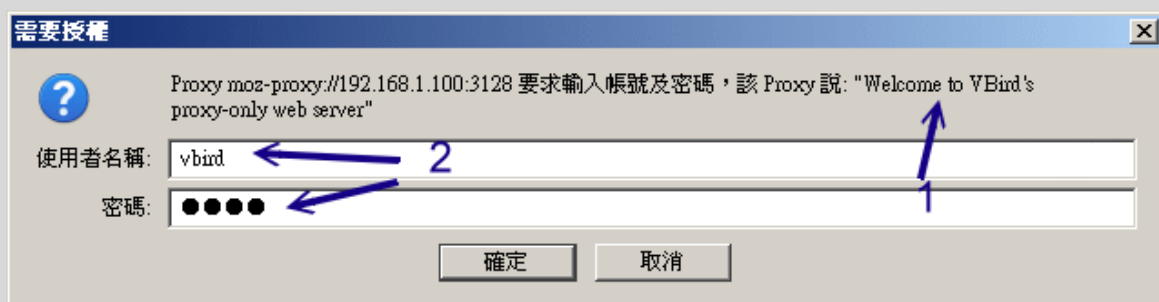 需要授權
Proxy moz-proxy://192.168.1.100:3128 要求輸入帳號及密碼，該 Proxy 說: "Welcome to VBird's
proxy-only web server"
使用者名稱: vbird 2
密碼: ●●●● 1
確定 取消